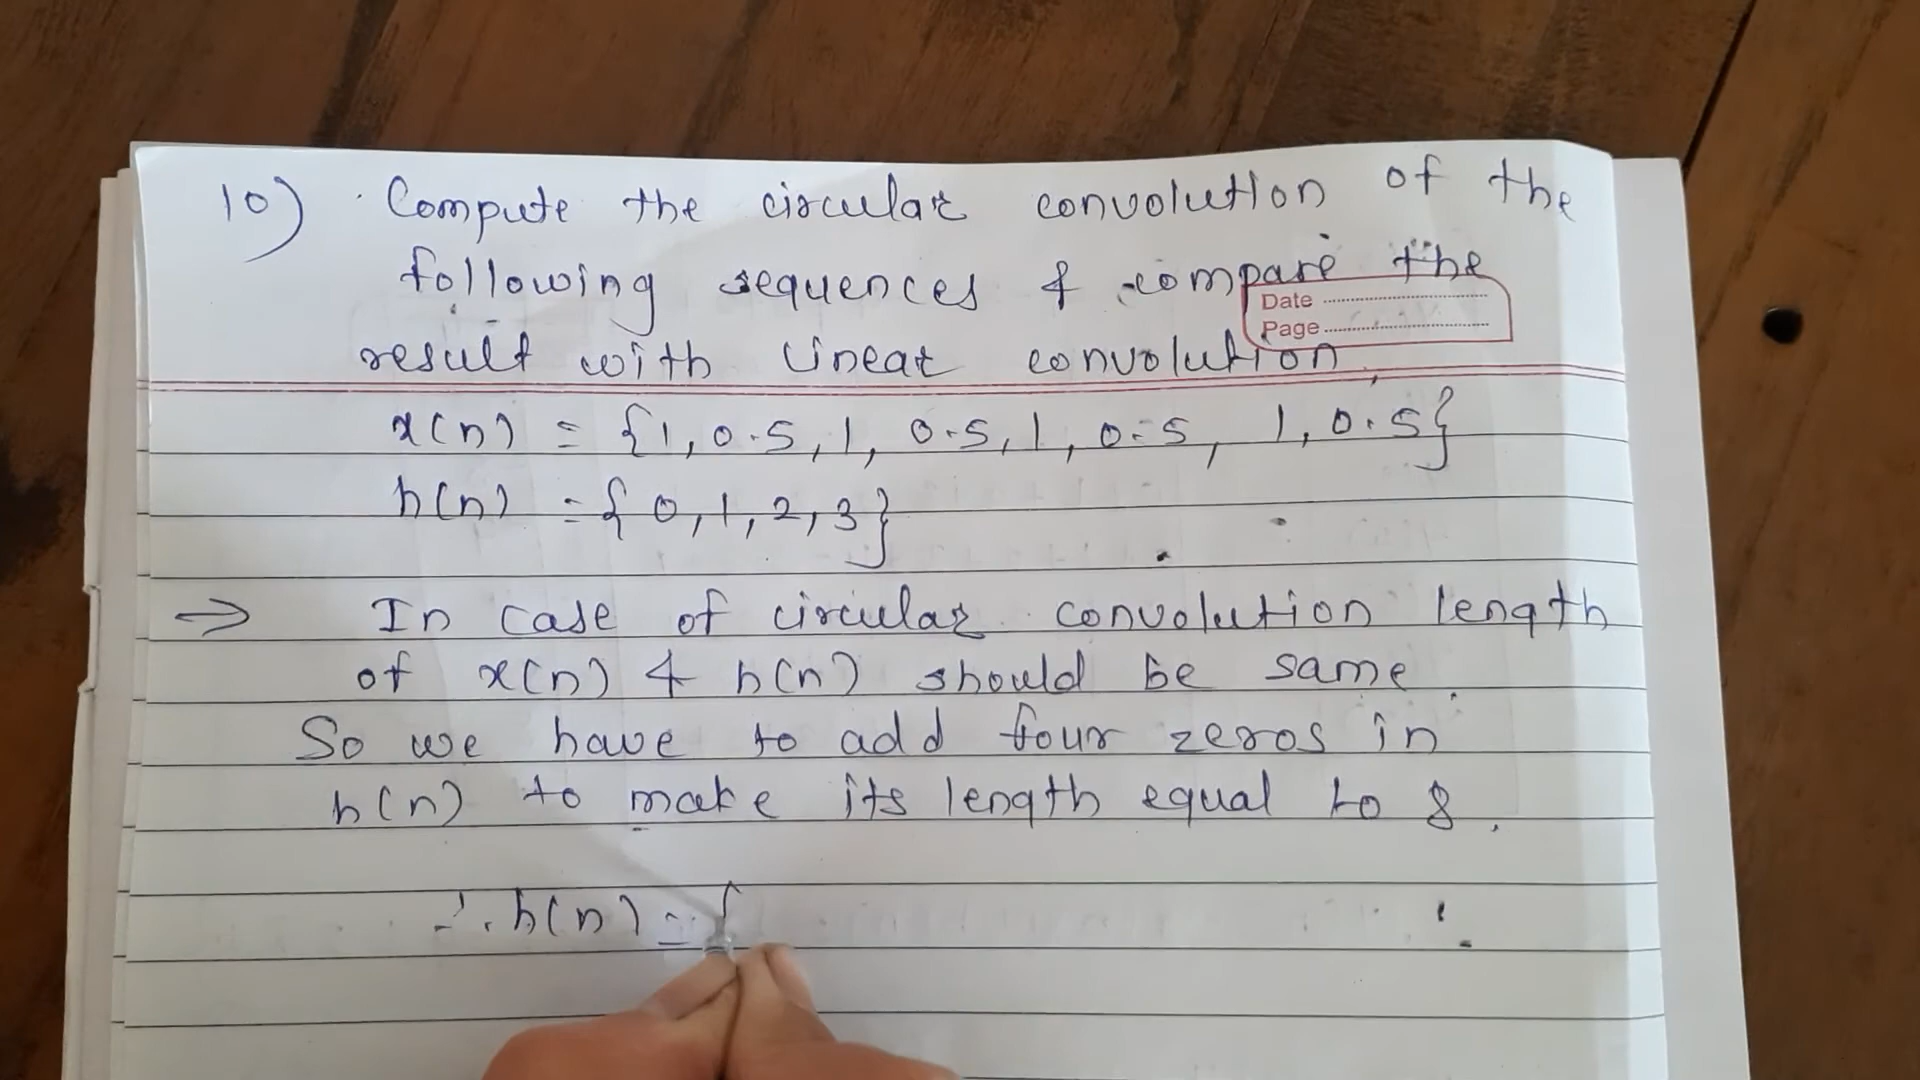 10) Compute the circular convolution of the
following sequences & compare the
Date
Page
result with linear convolution.
x(n) = {1, 0.5, 1, 0.5, 1, 0.5, 1, 0.5}
h(n) = {0, 1, 2, 3}
→ In case of circular convolution length
of x(n) & h(n) should be same.
So we have to add four zeros in
h(n) to make its length equal to 8.
∴ h(n) = {